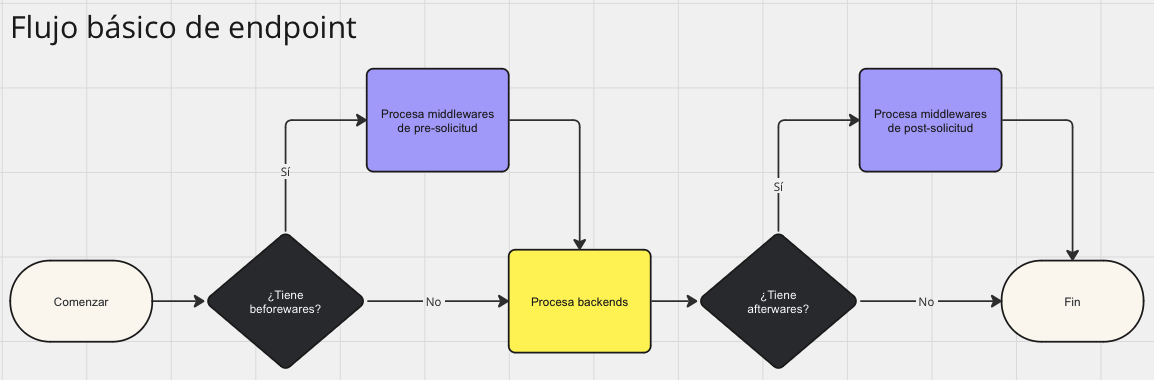 Flujo básico de endpoint
Procesa middlewares
de pre-solicitud
Procesa middlewares
de post-solicitud
Sí
Sí
Comenzar
¿Tiene
beforewares?
No
Procesa backends
¿Tiene
afterwares?
No
Fin